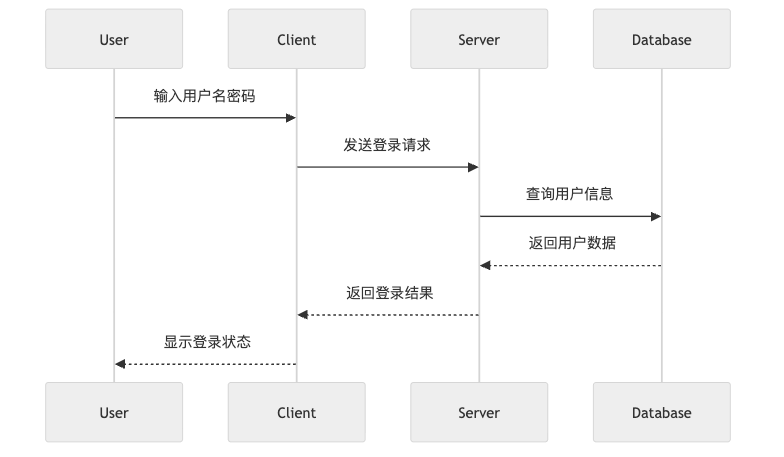 User
Client
Server
Database
输入用户名密码
发送登录请求
查询用户信息
返回用户数据
返回登录结果
显示登录状态
User
Client
Server
Database